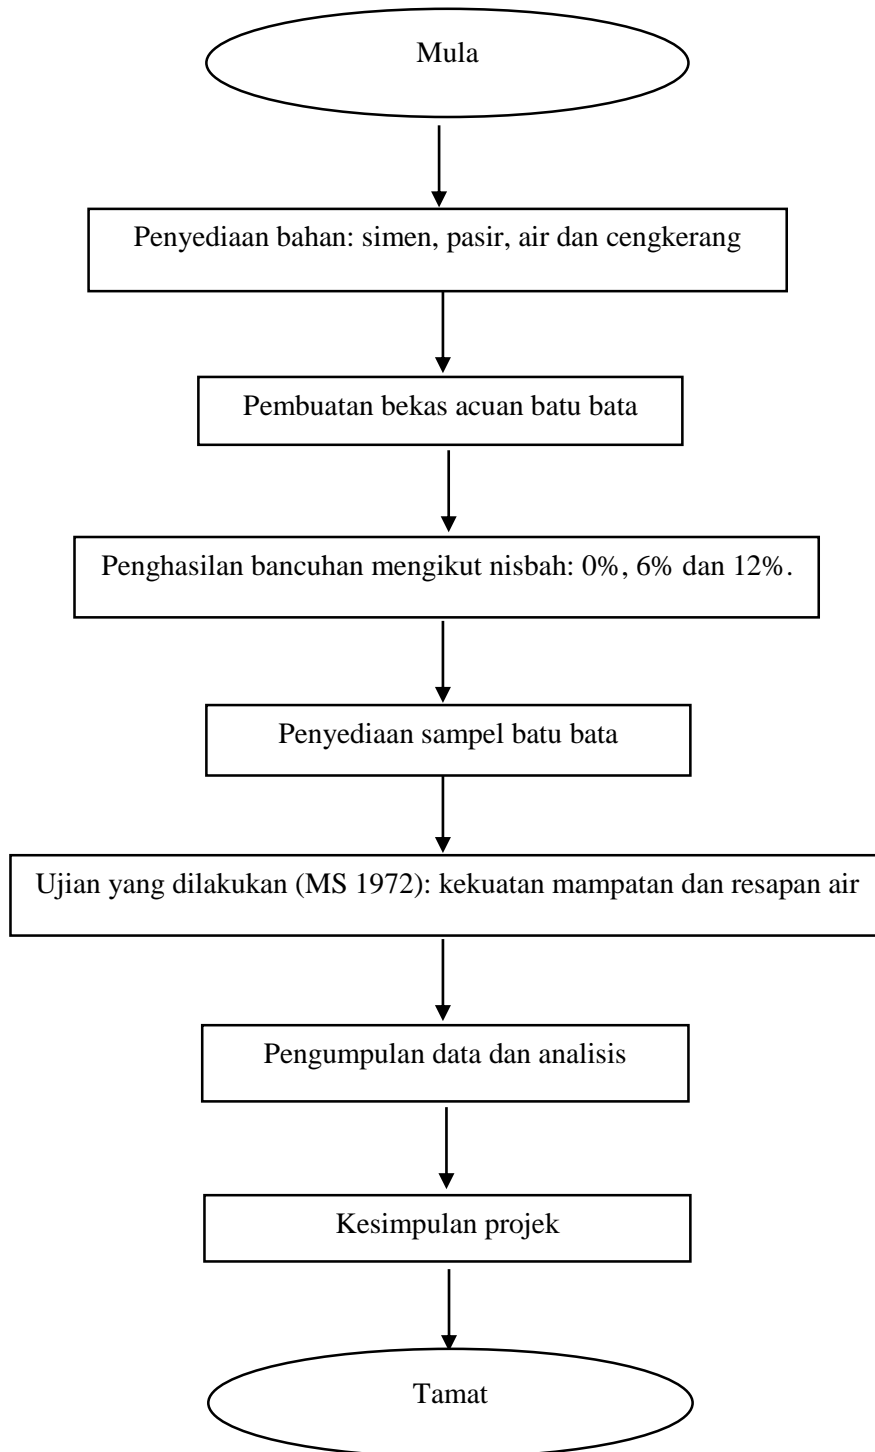 Mula
Penyediaan bahan: simen, pasir, air dan cengkerang
Pembuatan bekas acuan batu bata
Penghasilan bancuhan mengikut nisbah: 0%, 6% dan 12%.
Penyediaan sampel batu bata
Ujian yang dilakukan (MS 1972): kekuatan mampatan dan resapan air
Pengumpulan data dan analisis
Kesimpulan projek
Tamat